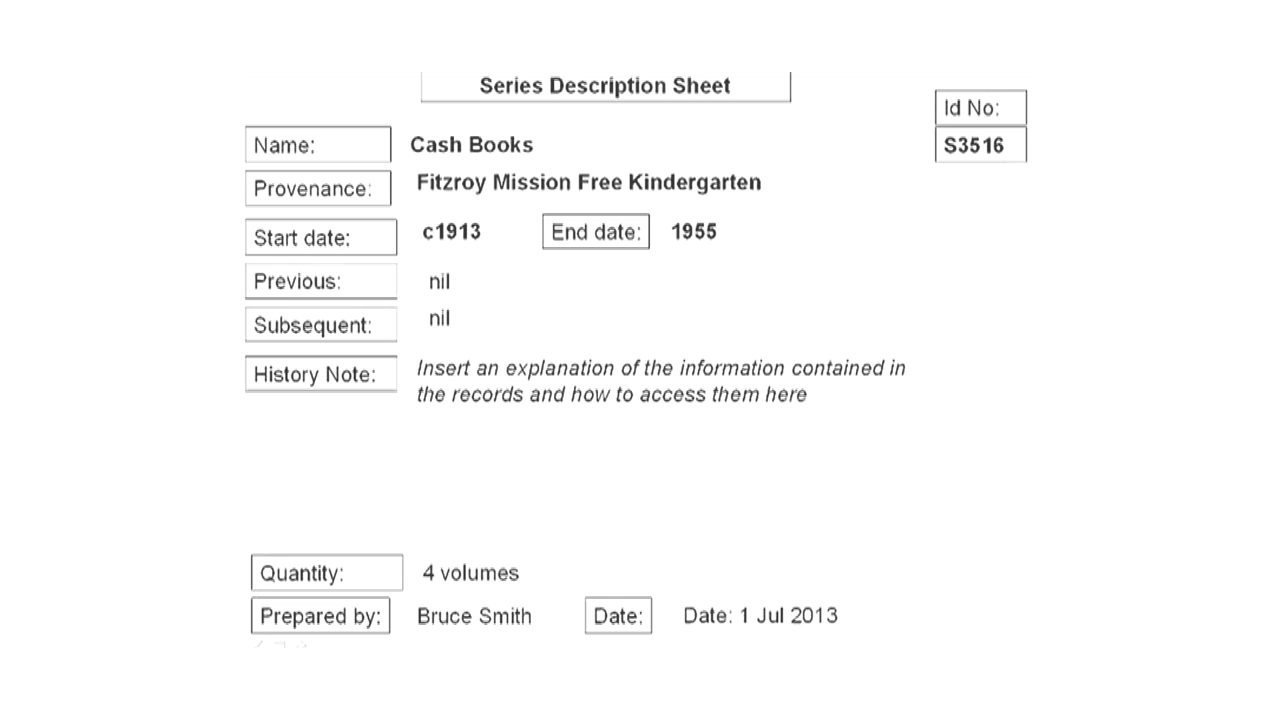 Series Description Sheet
Id No:
Name: Cash Books S3516
Provenance: Fitzroy Mission Free Kindergarten
Start date: c1913 End date: 1955
Previous: nil
Subsequent: nil
History Note: Insert an explanation of the information contained in
the records and how to access them here
Quantity: 4 volumes
Prepared by: Bruce Smith Date: Date: 1 Jul 2013